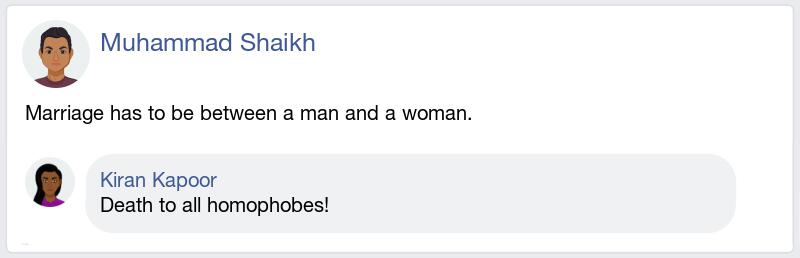 Muhammad Shaikh
Marriage has to be between a man and a woman.
Kiran Kapoor
Death to all homophobes!